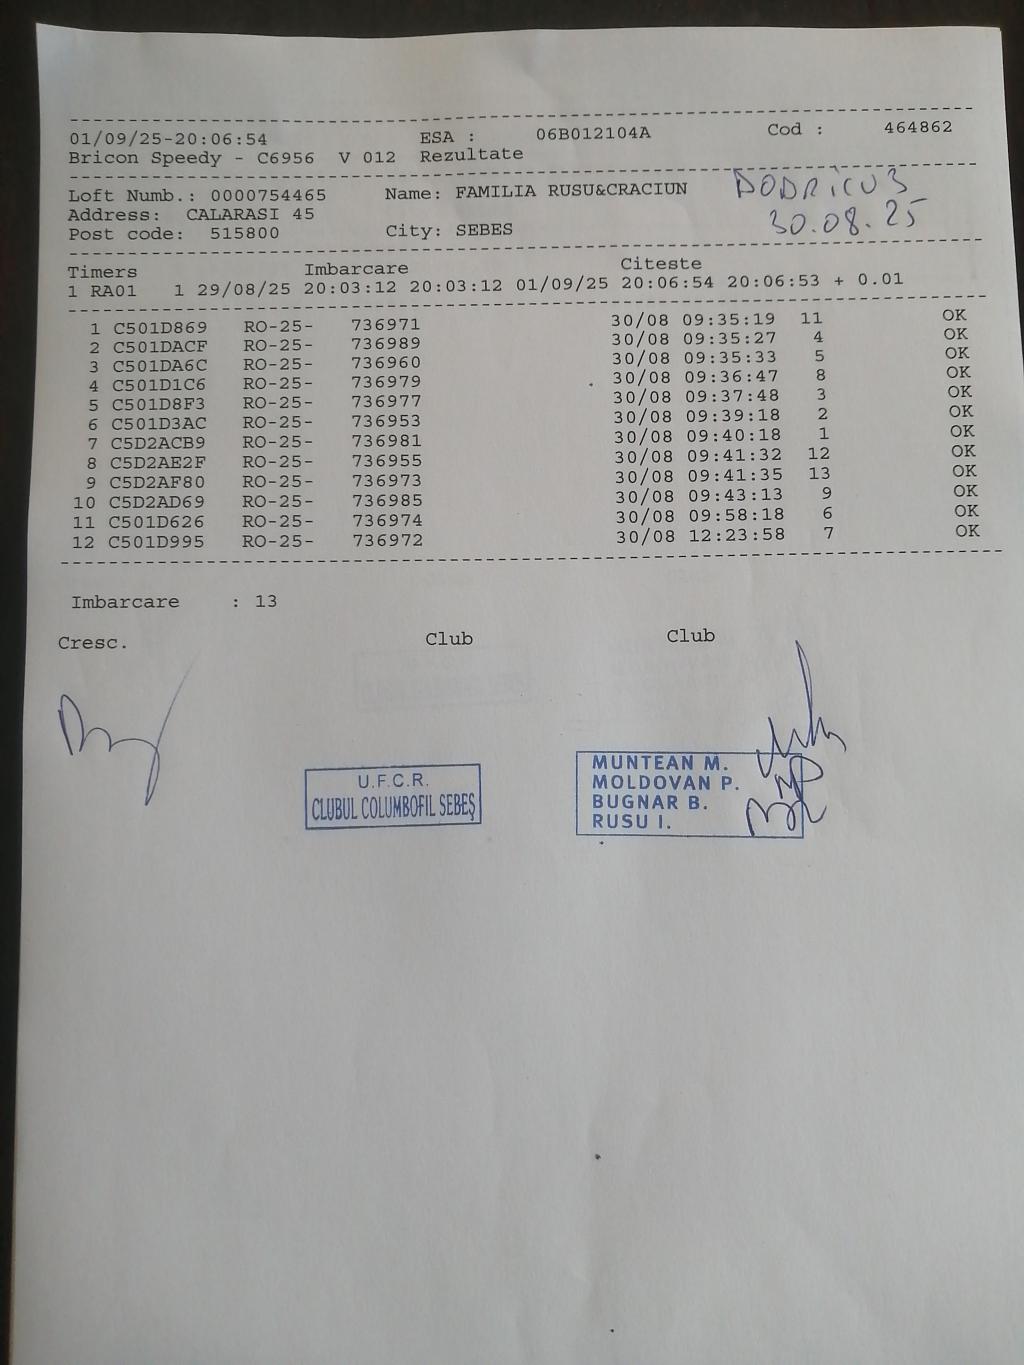 01/09/25-20:06:54 ESA : 06B012104A Cod : 464862
Bricon Speedy - C6956 V 012 Rezultate
Loft Numb.: 0000754465 Name: FAMILIA RUSU&CRACIUN
Address: CALARASI 45
Post code: 515800 City: SEBES
30.08.25
Timers Imbarcare Citeste
1 RA01 1 29/08/25 20:03:12 20:03:12 01/09/25 20:06:54 20:06:53 + 0.01
1 C501D869 RO-25- 736971 30/08 09:35:19 11 OK
2 C501DACF RO-25- 736989 30/08 09:35:27 4 OK
3 C501DA6C RO-25- 736960 30/08 09:35:33 5 OK
4 C501D1C6 RO-25- 736979 30/08 09:36:47 8 OK
5 C501D8F3 RO-25- 736977 30/08 09:37:48 3 OK
6 C501D3AC RO-25- 736953 30/08 09:39:18 2 OK
7 C5D2ACB9 RO-25- 736981 30/08 09:40:18 1 OK
8 C5D2AE2F RO-25- 736955 30/08 09:41:32 12 OK
9 C5D2AF80 RO-25- 736973 30/08 09:41:35 13 OK
10 C5D2AD69 RO-25- 736985 30/08 09:43:13 9 OK
11 C501D626 RO-25- 736974 30/08 09:58:18 6 OK
12 C501D995 RO-25- 736972 30/08 12:23:58 7 OK
Imbarcare : 13
Cresc. Club Club
U.F.C.R.
CLUBUL COLUMBOFIL SEBEŞ
MUNTEAN M.
MOLDOVAN P.
BUGNAR B.
RUSU I.